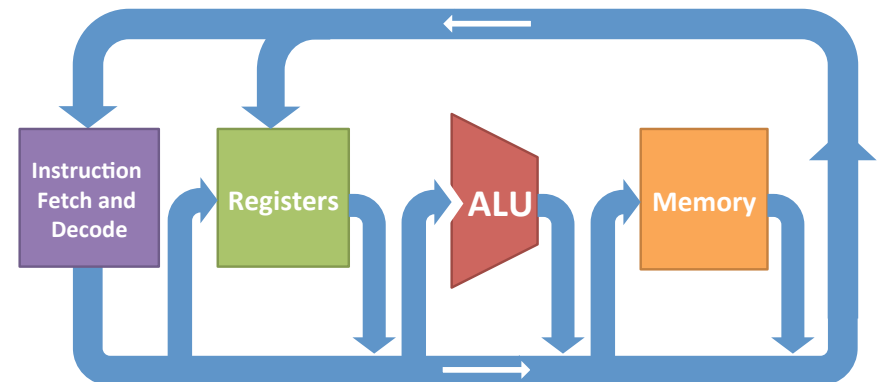 Instruction
Fetch and
Decode
Registers
ALU
Memory